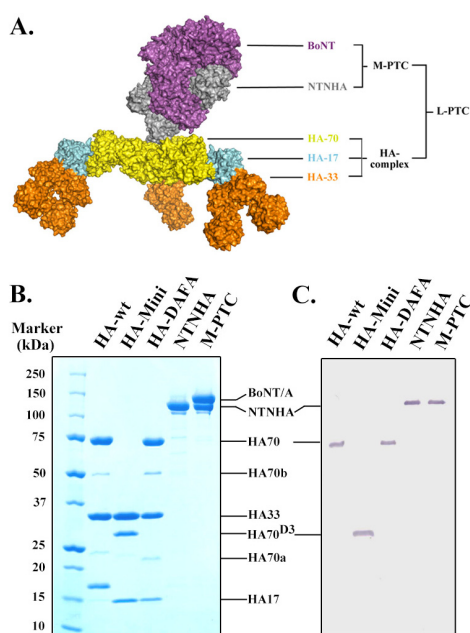 A.
BoNT
M-PTC
NTNHA
L-PTC
HA-70
HA-17
HA-complex
HA-33
B.
Marker
(kDa)
HA-wt
HA-Mini
HA-DAFA
NTNHA
M-PTC
250
150
100
75
50
37
25
20
15
10
BoNT/A
NTNHA
HA70
HA70b
HA33
HA70D3
HA70a
HA17
C.
HA-wt
HA-Mini
HA-DAFA
NTNHA
M-PTC